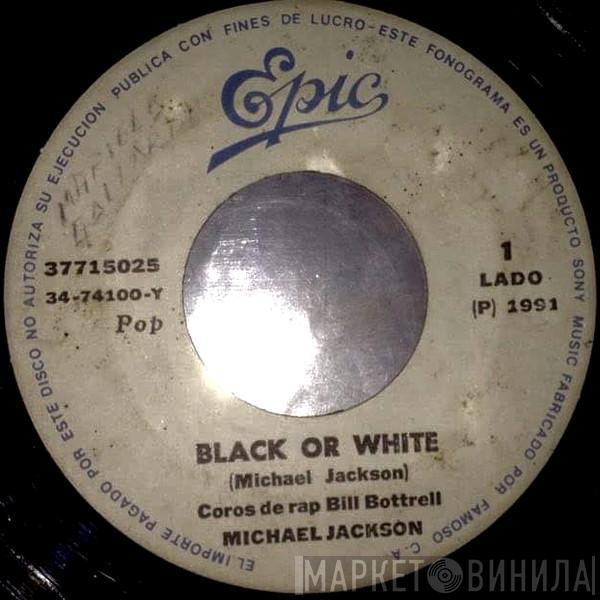 EL IMPORTE PAGADO POR ESTE DISCO NO AUTORIZA SU EJECUCION PUBLICA CON FINES DE LUCRO-ESTE FONOGRAMA ES UN PRODUCTO SONY MUSIC FABRICADO POR FAMOSO C.A.
Epic
37715025
34-74100-Y
Pop
1
LADO
(P) 1991
BLACK OR WHITE
(Michael Jackson)
Coros de rap Bill Bottrell
MICHAEL JACKSON
МАРКЕТ ВИНИЛА